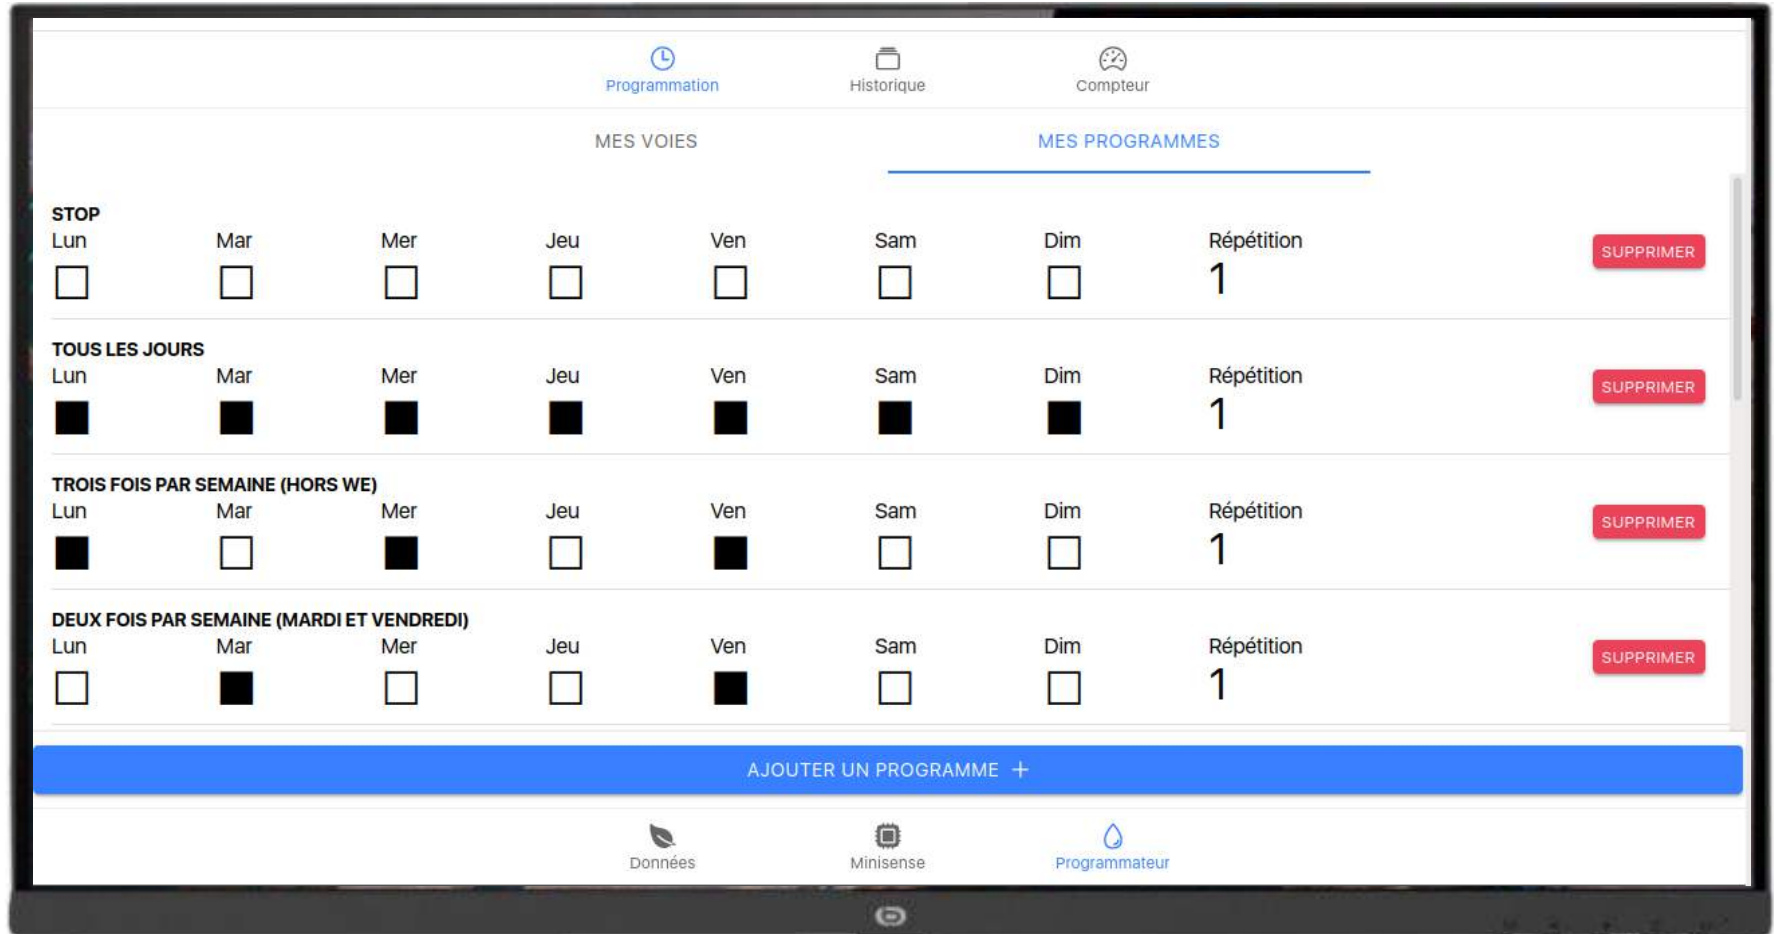 Programmation Historique Compteur
MES VOIES MES PROGRAMMES
STOP
Lun Mar Mer Jeu Ven Sam Dim Répétition
SUPPRIMER
1
TOUS LES JOURS
Lun Mar Mer Jeu Ven Sam Dim Répétition
SUPPRIMER
1
TROIS FOIS PAR SEMAINE (HORS WE)
Lun Mar Mer Jeu Ven Sam Dim Répétition
SUPPRIMER
1
DEUX FOIS PAR SEMAINE (MARDI ET VENDREDI)
Lun Mar Mer Jeu Ven Sam Dim Répétition
SUPPRIMER
1
AJOUTER UN PROGRAMME +
Données Minisense Programmateur